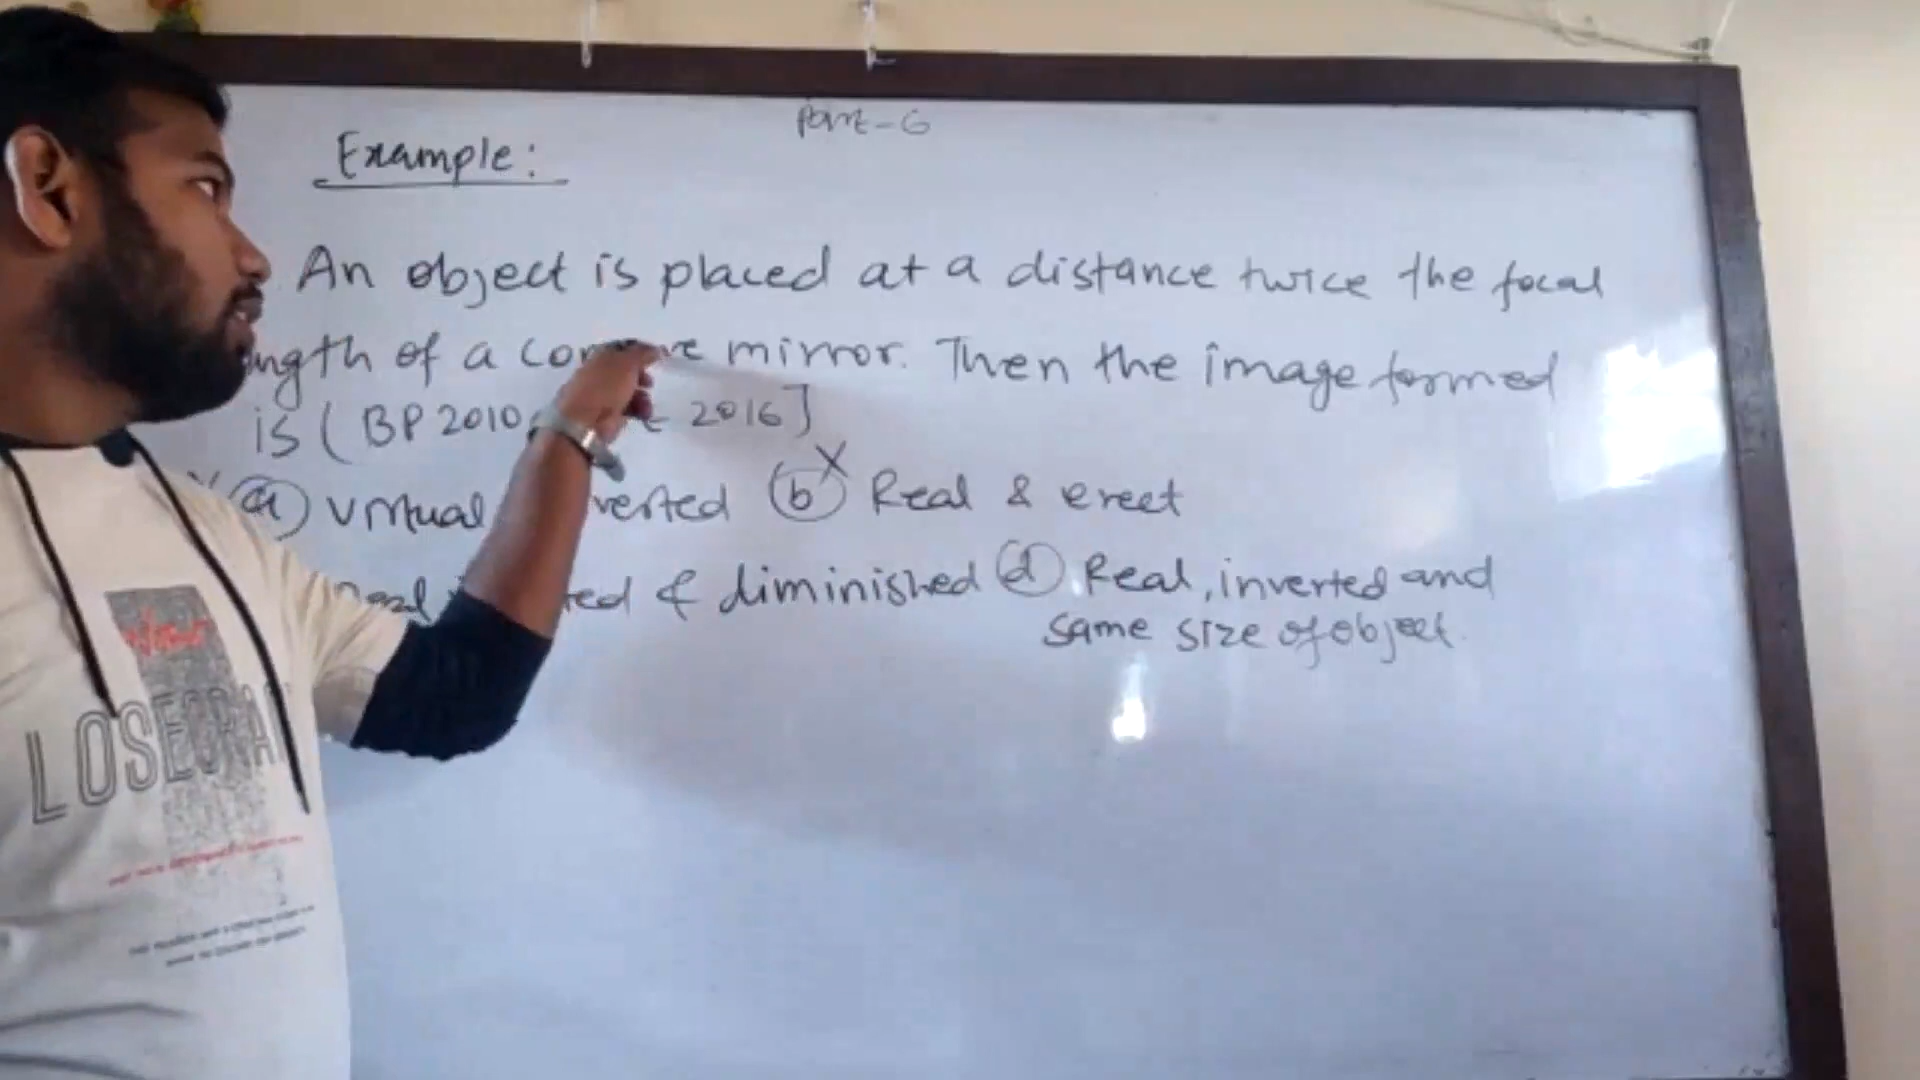 Part-6
Example:
An object is placed at a distance twice the focal
of a mirror. Then the image formed
is (BP 2010, 2016]
(a) Virtual (b) X Real & erect
& diminished (d) Real, inverted and
same size of object.